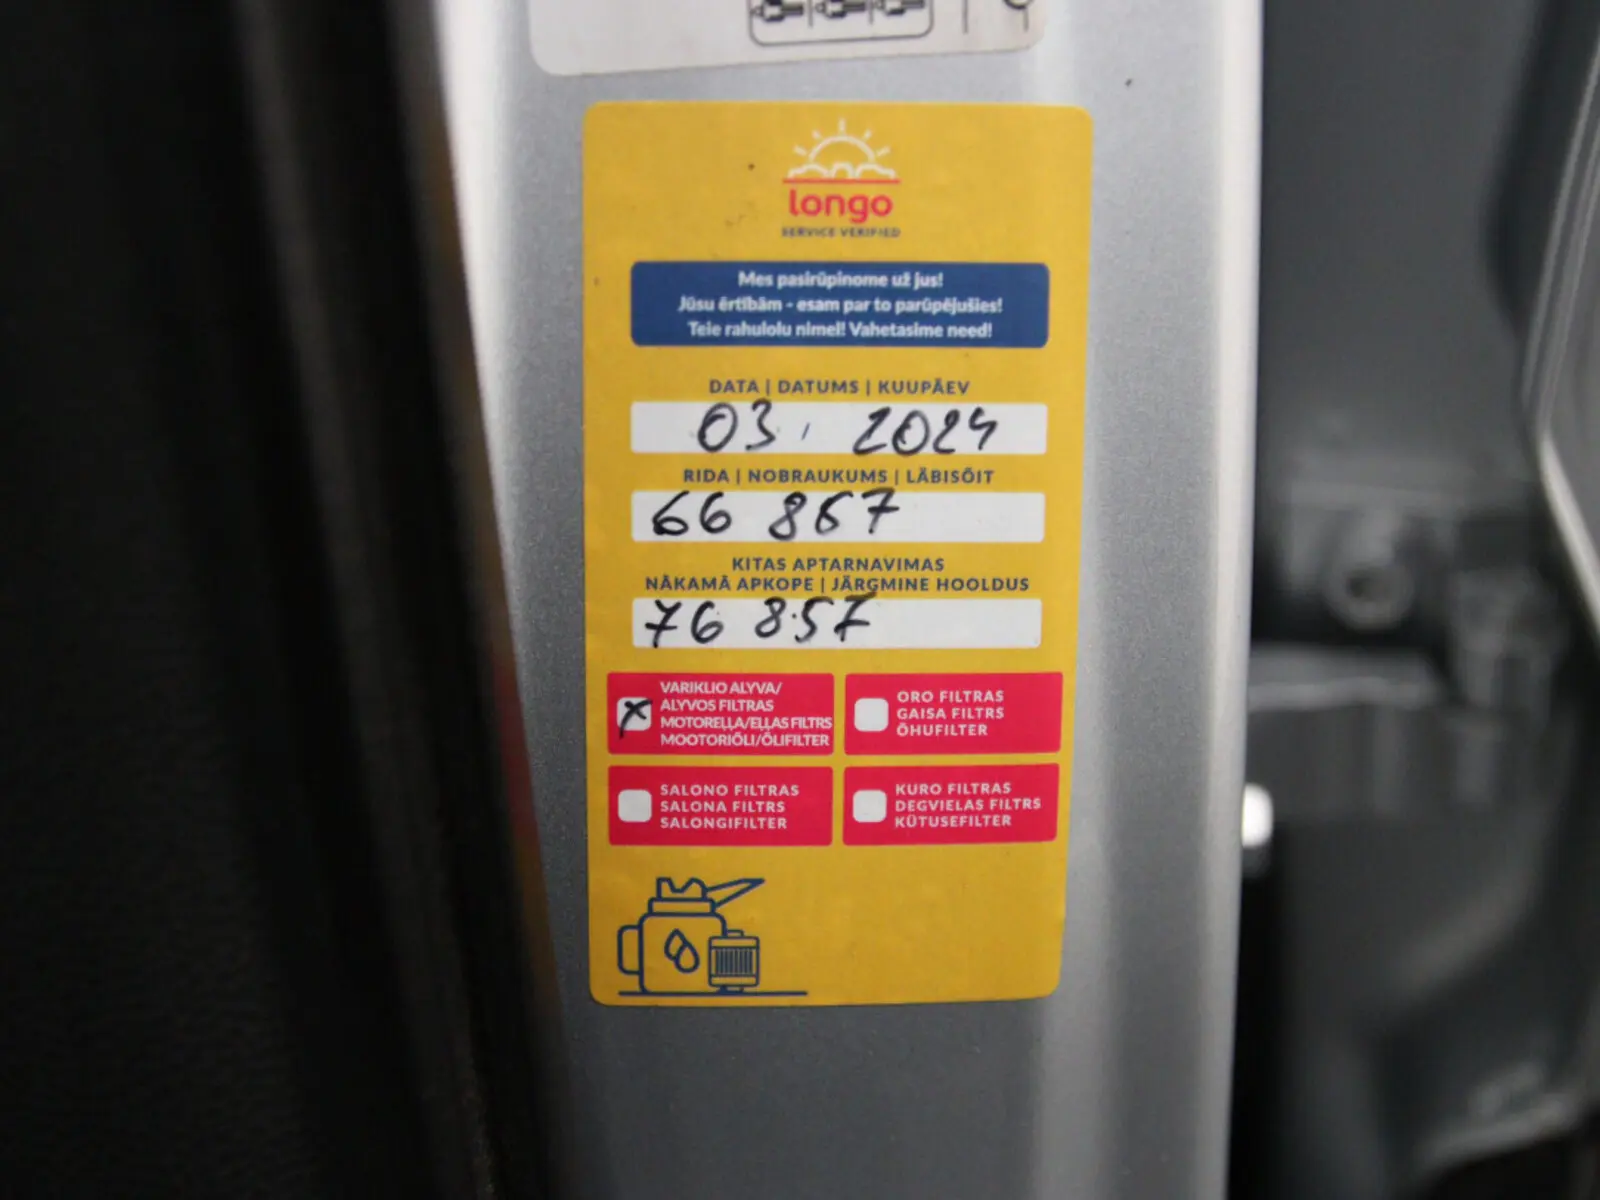 longo
SERVICE VERIFIED
Mes pasirūpinome už jus!
Jūsu ērtībām - esam par to parūpējušies!
Teie rahulolu nimel! Vahetasime need!
DATA | DATUMS | KUUPÄEV
03. 2024
RIDA | NOBRAUKUMS | LÄBISÕIT
66 857
KITAS APTARNAVIMAS
NĀKAMĀ APKOPE | JÄRGMINE HOOLDUS
76 857
VARIKLIO ALYVA/
ALYVOS FILTRAS
MOTOREĻĻA/EĻĻAS FILTRS
MOOTORIÕLI/ÕLIFILTER
ORO FILTRAS
GAISA FILTRS
ÕHUFILTER
SALONO FILTRAS
SALONA FILTRS
SALONGIFILTER
KURO FILTRAS
DEGVIELAS FILTRS
KÜTUSEFILTER